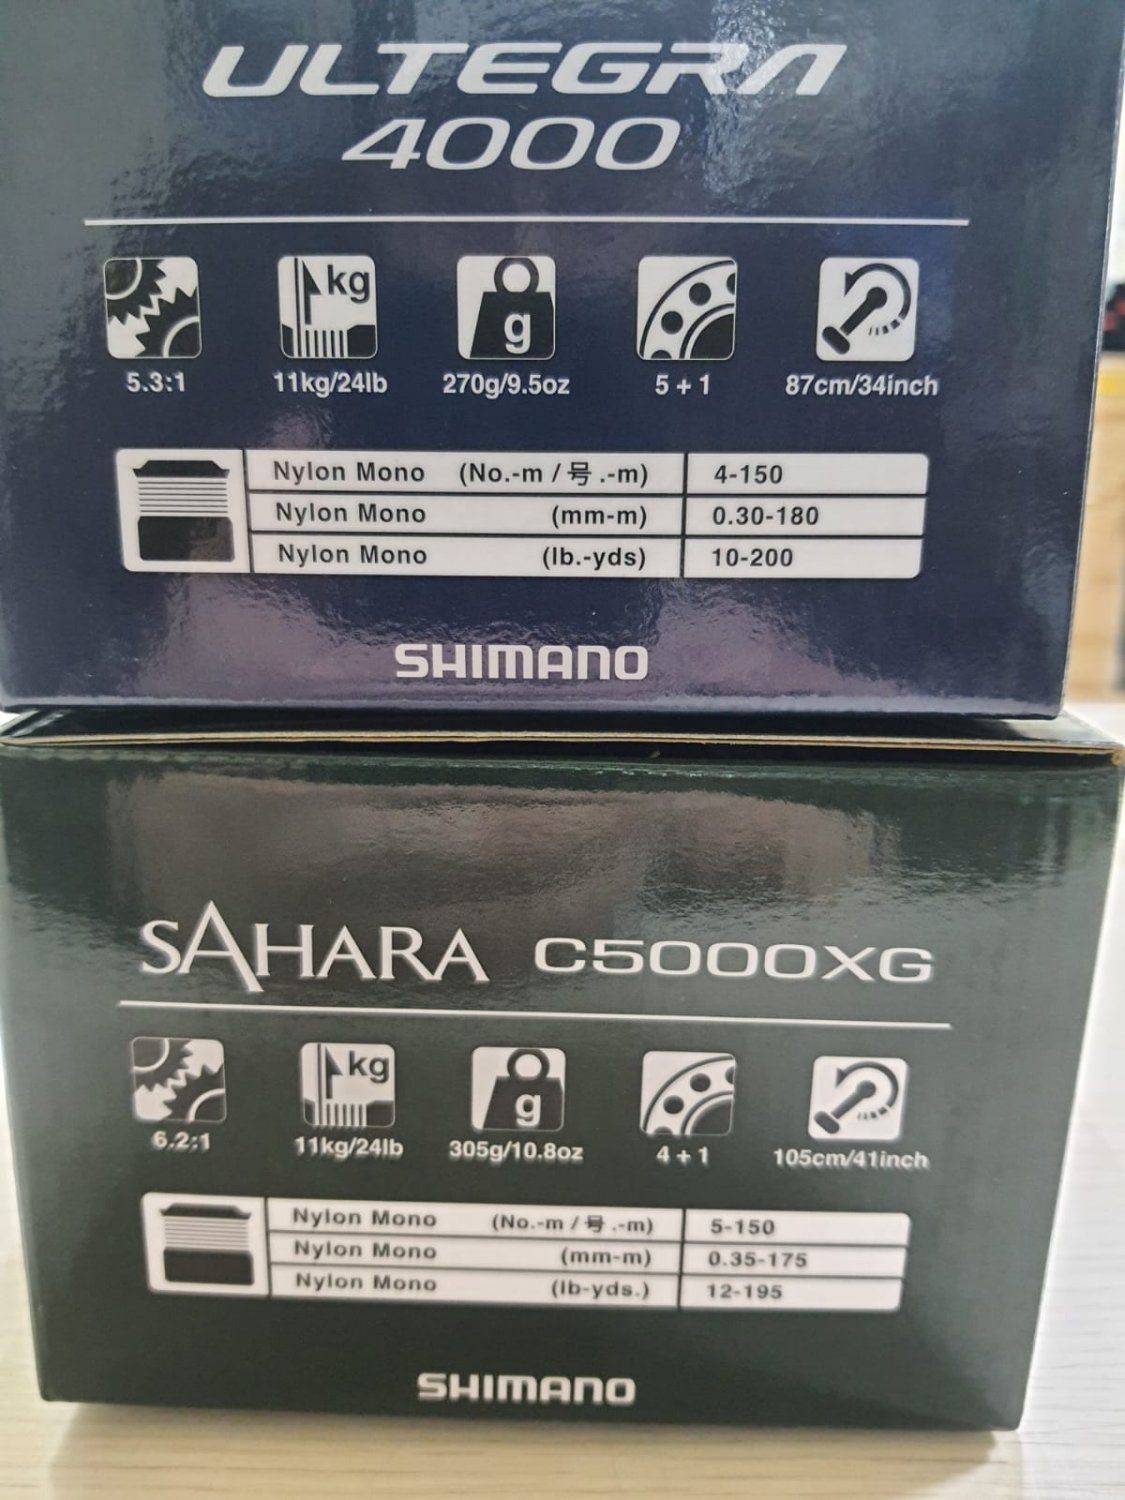 ULTEGRA
4000
kg g
5.3:1 11kg/24lb 270g/9.5oz 5 + 1 87cm/34inch
Nylon Mono (No.-m / 号 .-m) 4-150
Nylon Mono (mm-m) 0.30-180
Nylon Mono (lb.-yds) 10-200
SHIMANO
SAHARA C5000XG
kg g
6.2:1 11kg/24lb 305g/10.8oz 4 + 1 105cm/41inch
Nylon Mono (No.-m / 号 .-m) 5-150
Nylon Mono (mm-m) 0.35-175
Nylon Mono (lb-yds.) 12-195
SHIMANO